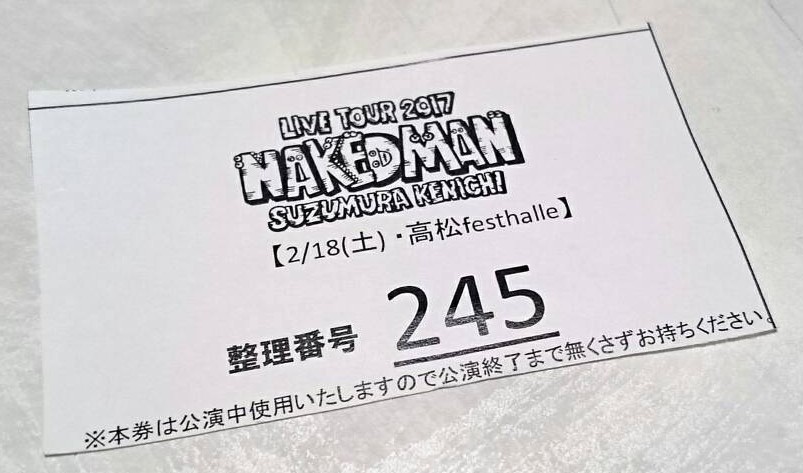 LIVE TOUR 2017
NAKED MAN
SUZUMURA KENICHI
【2/18(土)・高松festhalle】
整理番号 245
※本券は公演中使用いたしますので公演終了まで無くさずお持ちください。